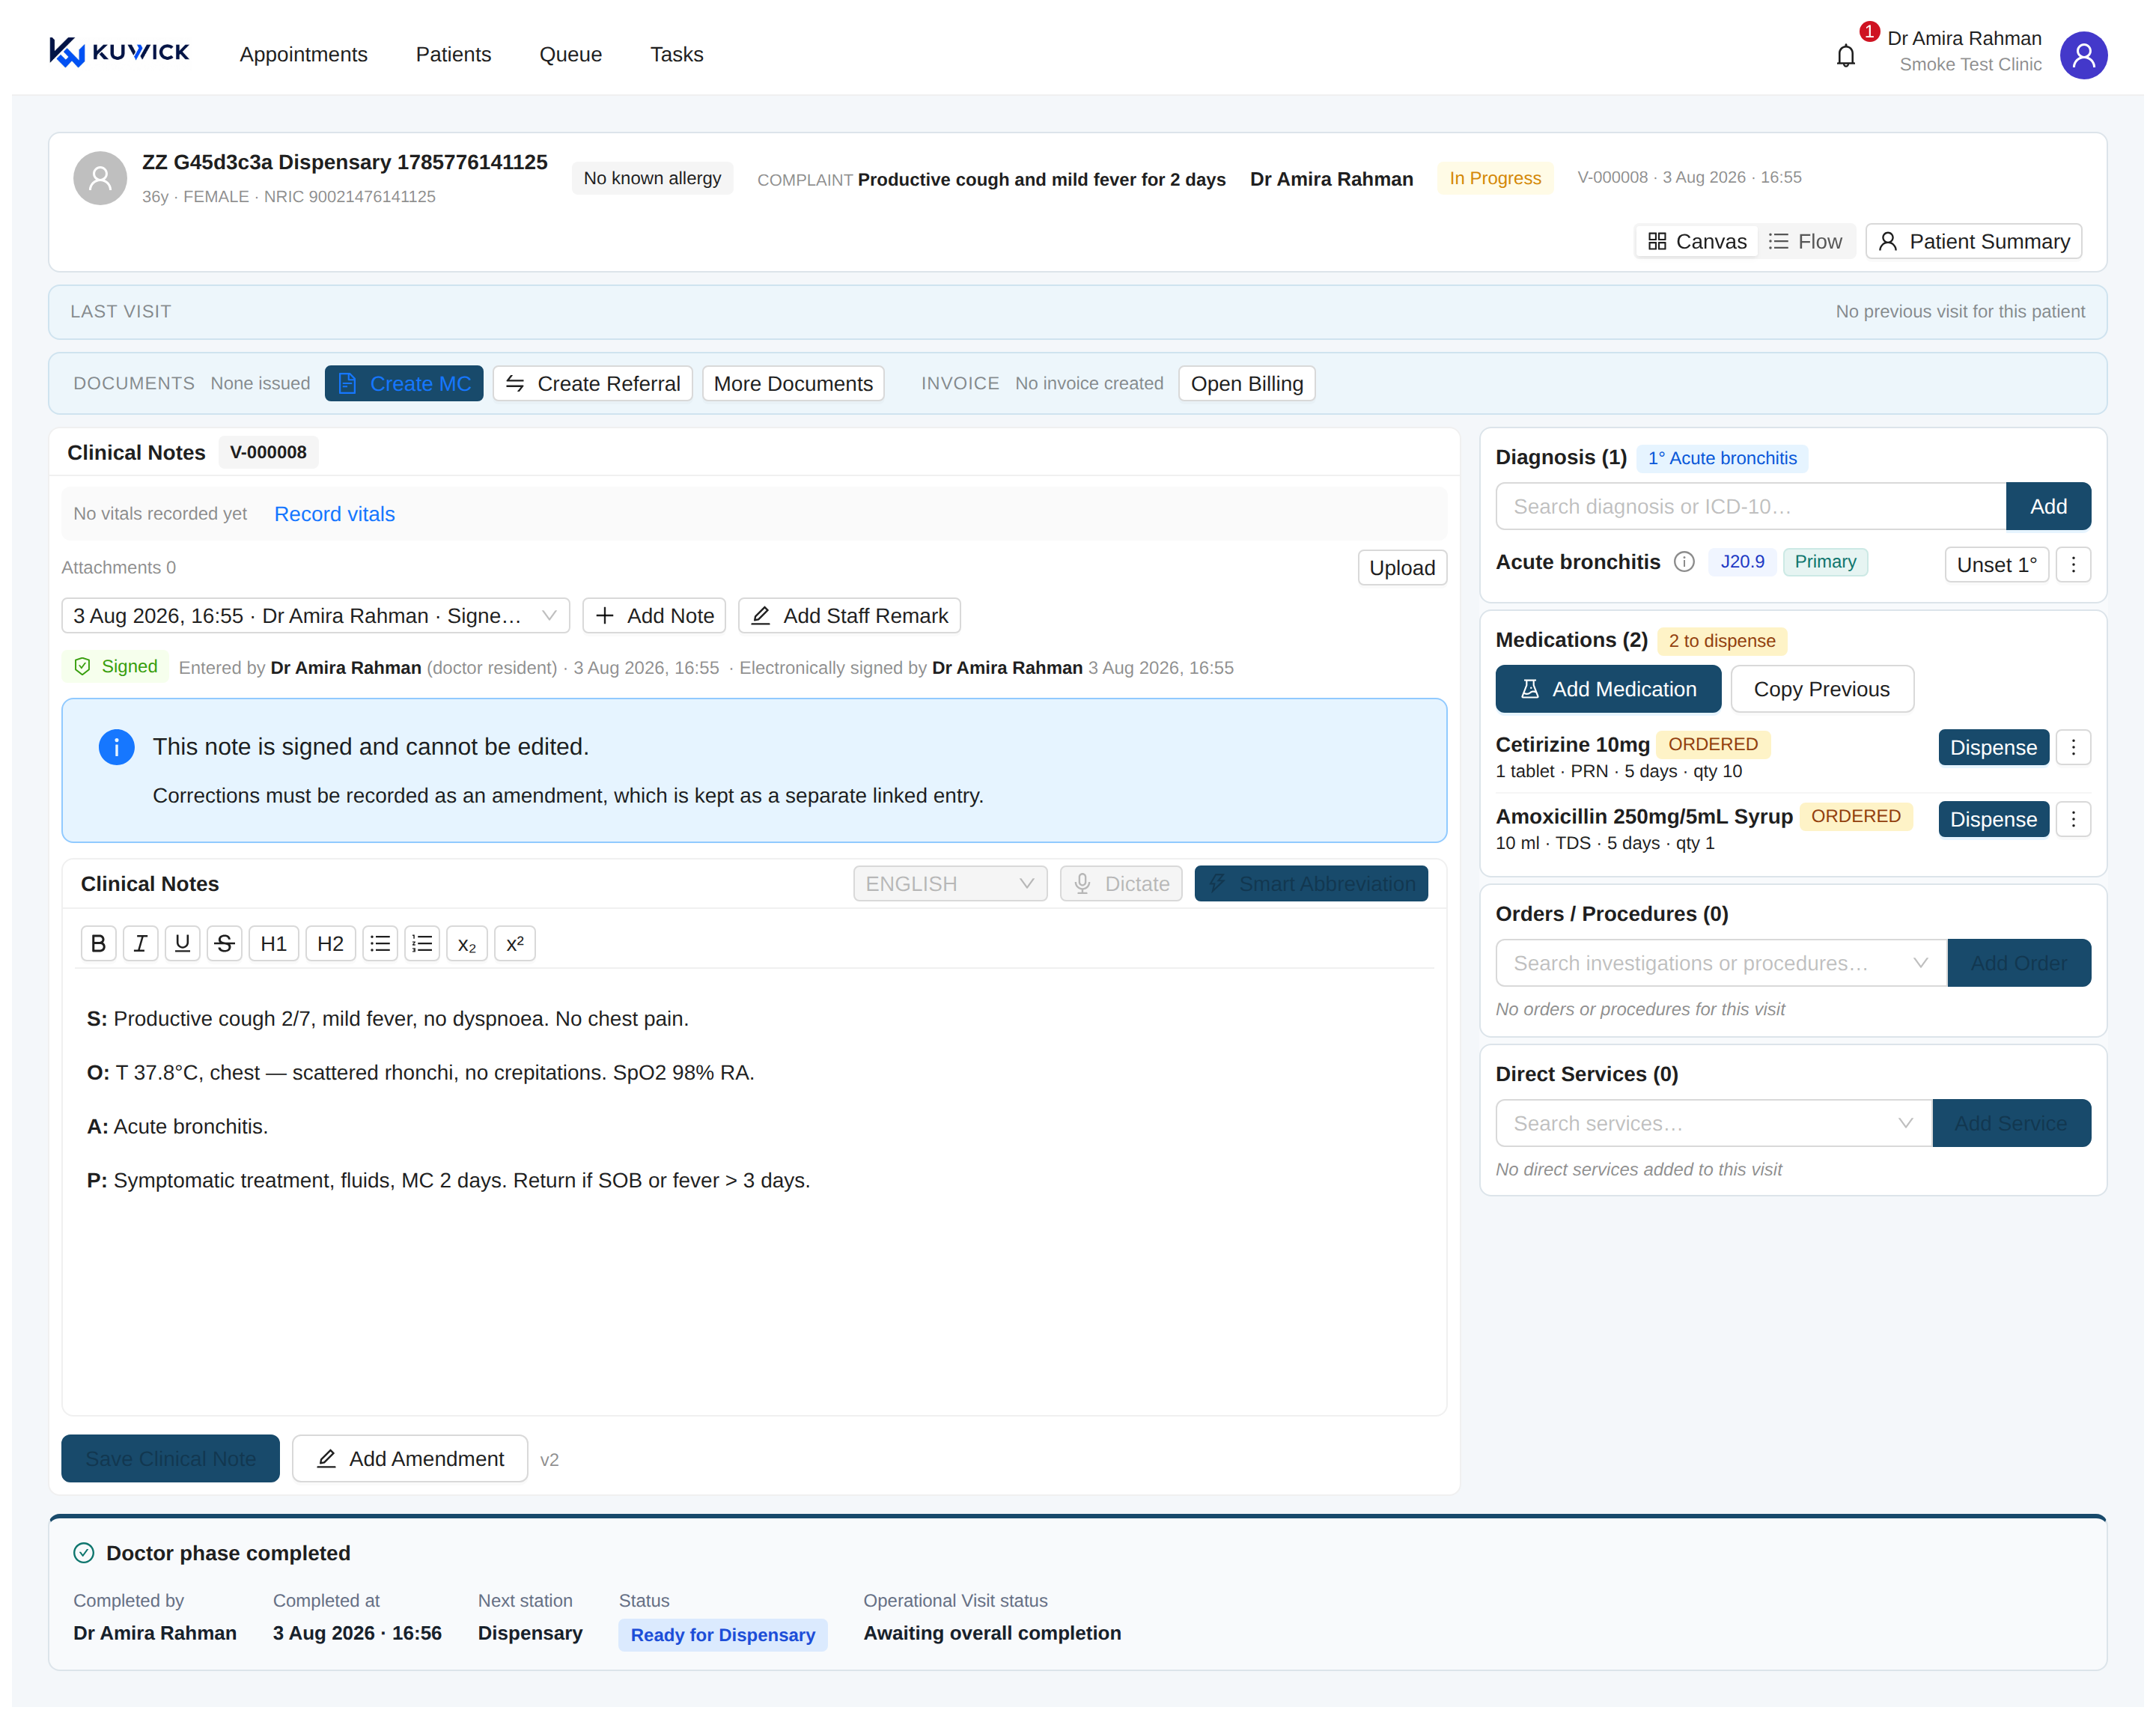 KUWICK
Appointments
Patients
Queue
Tasks
1
Dr Amira Rahman
Smoke Test Clinic
ZZ G45d3c3a Dispensary 1785776141125
36y · FEMALE · NRIC 90021476141125
No known allergy
COMPLAINT Productive cough and mild fever for 2 days
Dr Amira Rahman
In Progress
V-000008 · 3 Aug 2026 · 16:55
Canvas
Flow
Patient Summary
LAST VISIT
No previous visit for this patient
DOCUMENTS
None issued
Create MC
Create Referral
More Documents
INVOICE
No invoice created
Open Billing
Clinical Notes
V-000008
No vitals recorded yet
Record vitals
Attachments 0
Upload
3 Aug 2026, 16:55 · Dr Amira Rahman · Signe…
Add Note
Add Staff Remark
Signed
Entered by Dr Amira Rahman (doctor resident) · 3 Aug 2026, 16:55 · Electronically signed by Dr Amira Rahman 3 Aug 2026, 16:55
This note is signed and cannot be edited.
Corrections must be recorded as an amendment, which is kept as a separate linked entry.
Clinical Notes
ENGLISH
Dictate
Smart Abbreviation
B
I
U
S
H1
H2
x₂
x²
S: Productive cough 2/7, mild fever, no dyspnoea. No chest pain.
O: T 37.8°C, chest — scattered rhonchi, no crepitations. SpO2 98% RA.
A: Acute bronchitis.
P: Symptomatic treatment, fluids, MC 2 days. Return if SOB or fever > 3 days.
Save Clinical Note
Add Amendment
v2
Diagnosis (1)
1° Acute bronchitis
Search diagnosis or ICD-10…
Add
Acute bronchitis
J20.9
Primary
Unset 1°
Medications (2)
2 to dispense
Add Medication
Copy Previous
Cetirizine 10mg
ORDERED
Dispense
1 tablet · PRN · 5 days · qty 10
Amoxicillin 250mg/5mL Syrup
ORDERED
Dispense
10 ml · TDS · 5 days · qty 1
Orders / Procedures (0)
Search investigations or procedures…
Add Order
No orders or procedures for this visit
Direct Services (0)
Search services…
Add Service
No direct services added to this visit
Doctor phase completed
Completed by
Dr Amira Rahman
Completed at
3 Aug 2026 · 16:56
Next station
Dispensary
Status
Ready for Dispensary
Operational Visit status
Awaiting overall completion